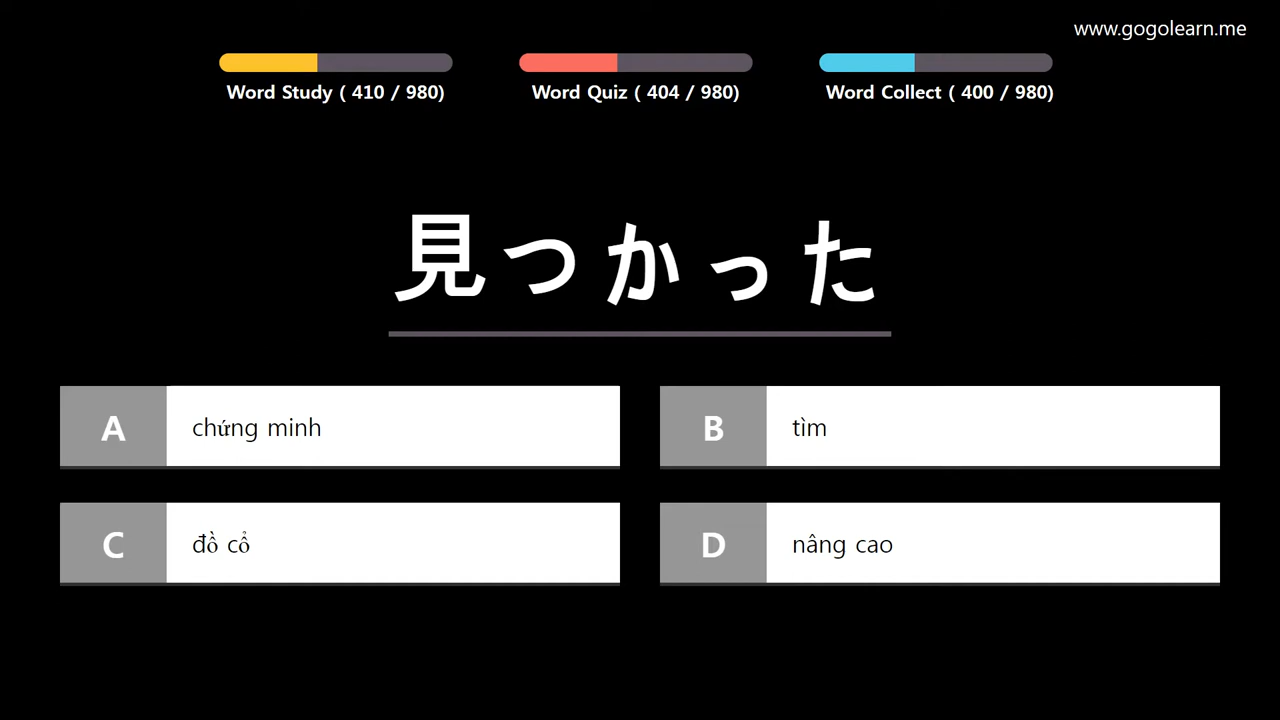 www.gogolearn.me
Word Study ( 410 / 980)
Word Quiz ( 404 / 980)
Word Collect ( 400 / 980)
見つかった
A chứng minh
B tìm
C đồ cổ
D nâng cao